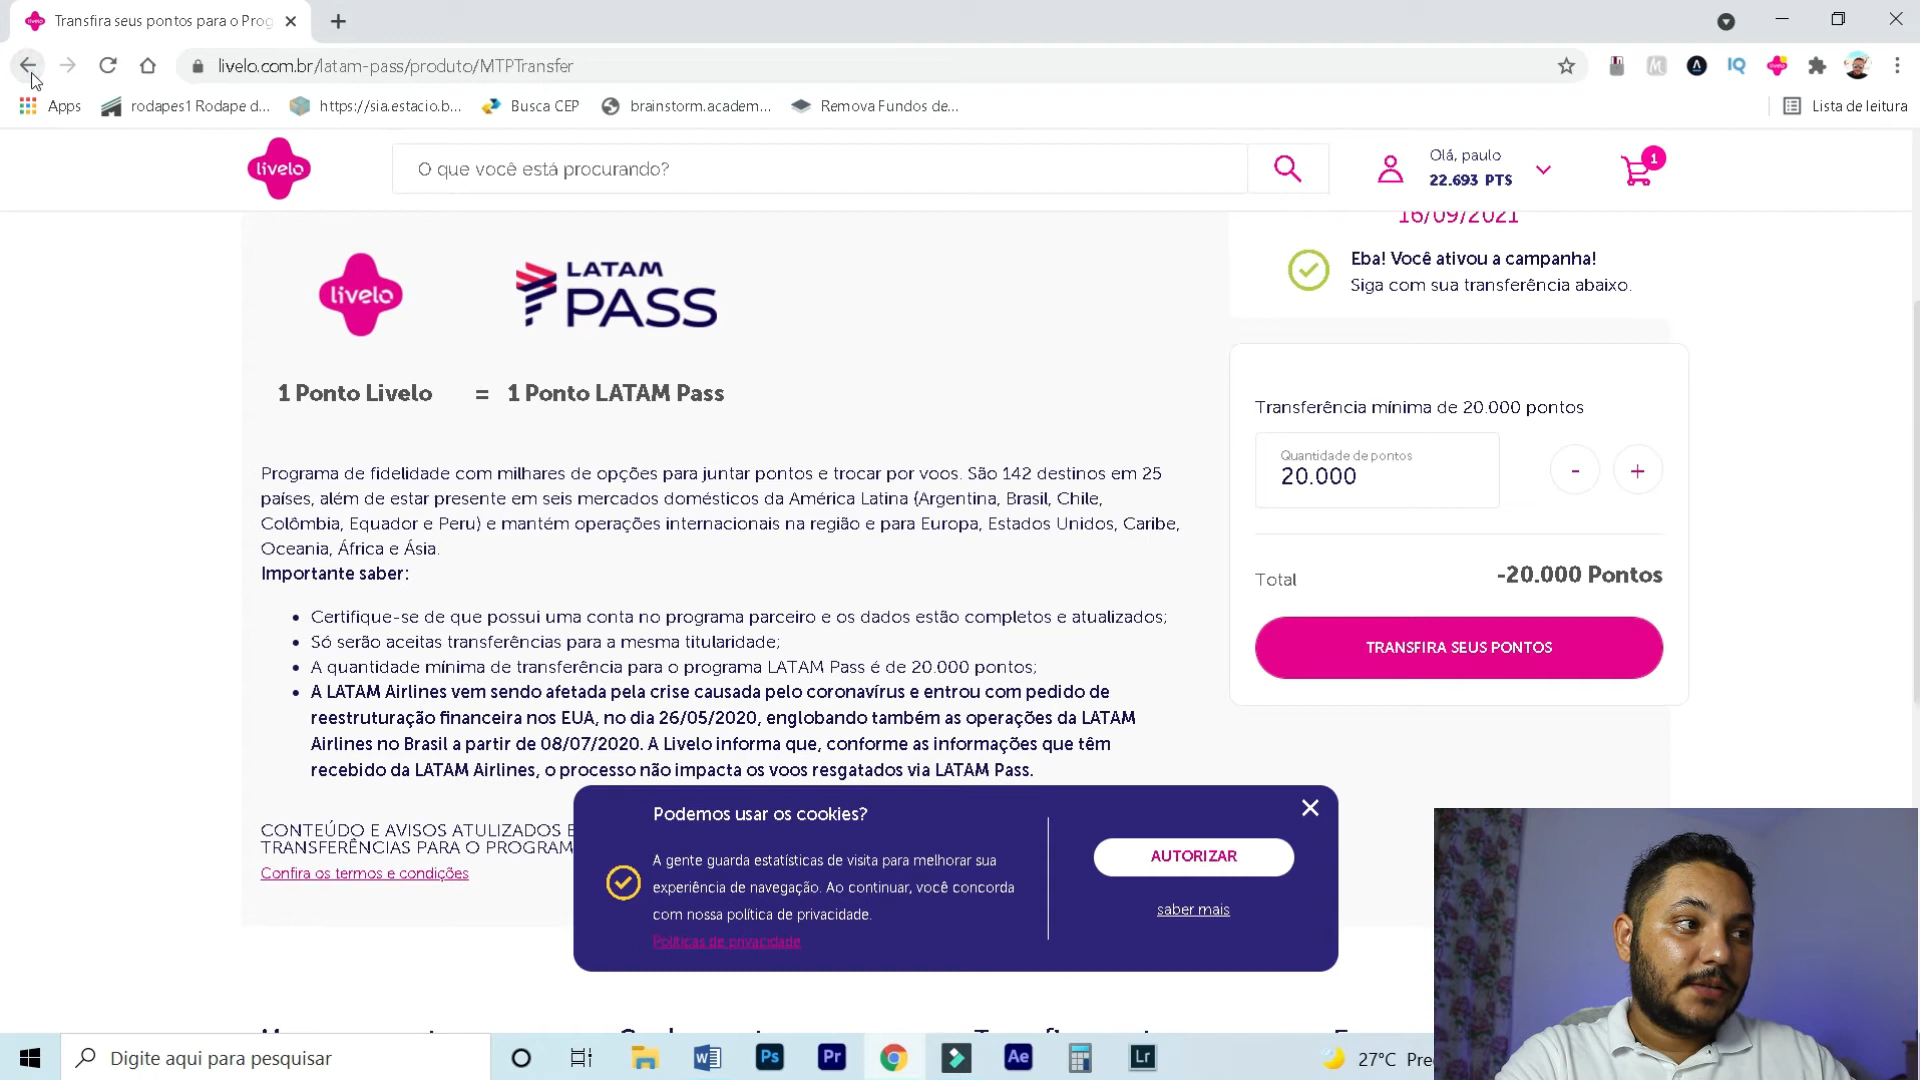 Transfira seus pontos para o Prog
livelo.com.br/latam-pass/produto/MTPTransfer
Apps
rodapes1 Rodape d...
https://sia.estacio.b...
Busca CEP
brainstorm.academ...
Remova Fundos de...
Lista de leitura
livelo
O que você está procurando?
Olá, paulo
22.693 PTS
1
16/09/2021
Eba! Você ativou a campanha!
Siga com sua transferência abaixo.
livelo
LATAM
PASS
1 Ponto Livelo = 1 Ponto LATAM Pass
Transferência mínima de 20.000 pontos
Quantidade de pontos
20.000
- +
Total
-20.000 Pontos
TRANSFIRA SEUS PONTOS
Programa de fidelidade com milhares de opções para juntar pontos e trocar por voos. São 142 destinos em 25
países, além de estar presente em seis mercados domésticos da América Latina (Argentina, Brasil, Chile,
Colômbia, Equador e Peru) e mantém operações internacionais na região e para Europa, Estados Unidos, Caribe,
Oceania, África e Ásia.
Importante saber:
• Certifique-se de que possui uma conta no programa parceiro e os dados estão completos e atualizados;
• Só serão aceitas transferências para a mesma titularidade;
• A quantidade mínima de transferência para o programa LATAM Pass é de 20.000 pontos;
• A LATAM Airlines vem sendo afetada pela crise causada pelo coronavírus e entrou com pedido de
reestruturação financeira nos EUA, no dia 26/05/2020, englobando também as operações da LATAM
Airlines no Brasil a partir de 08/07/2020. A Livelo informa que, conforme as informações que têm
recebido da LATAM Airlines, o processo não impacta os voos resgatados via LATAM Pass.
CONTEÚDO E AVISOS ATULIZADOS E
TRANSFERÊNCIAS PARA O PROGRAM
Confira os termos e condições
Podemos usar os cookies?
A gente guarda estatísticas de visita para melhorar sua
experiência de navegação. Ao continuar, você concorda
com nossa política de privacidade.
Políticas de privacidade
AUTORIZAR
saber mais
Digite aqui para pesquisar
Ps
Pr
Ae
Lr
27°C Pre